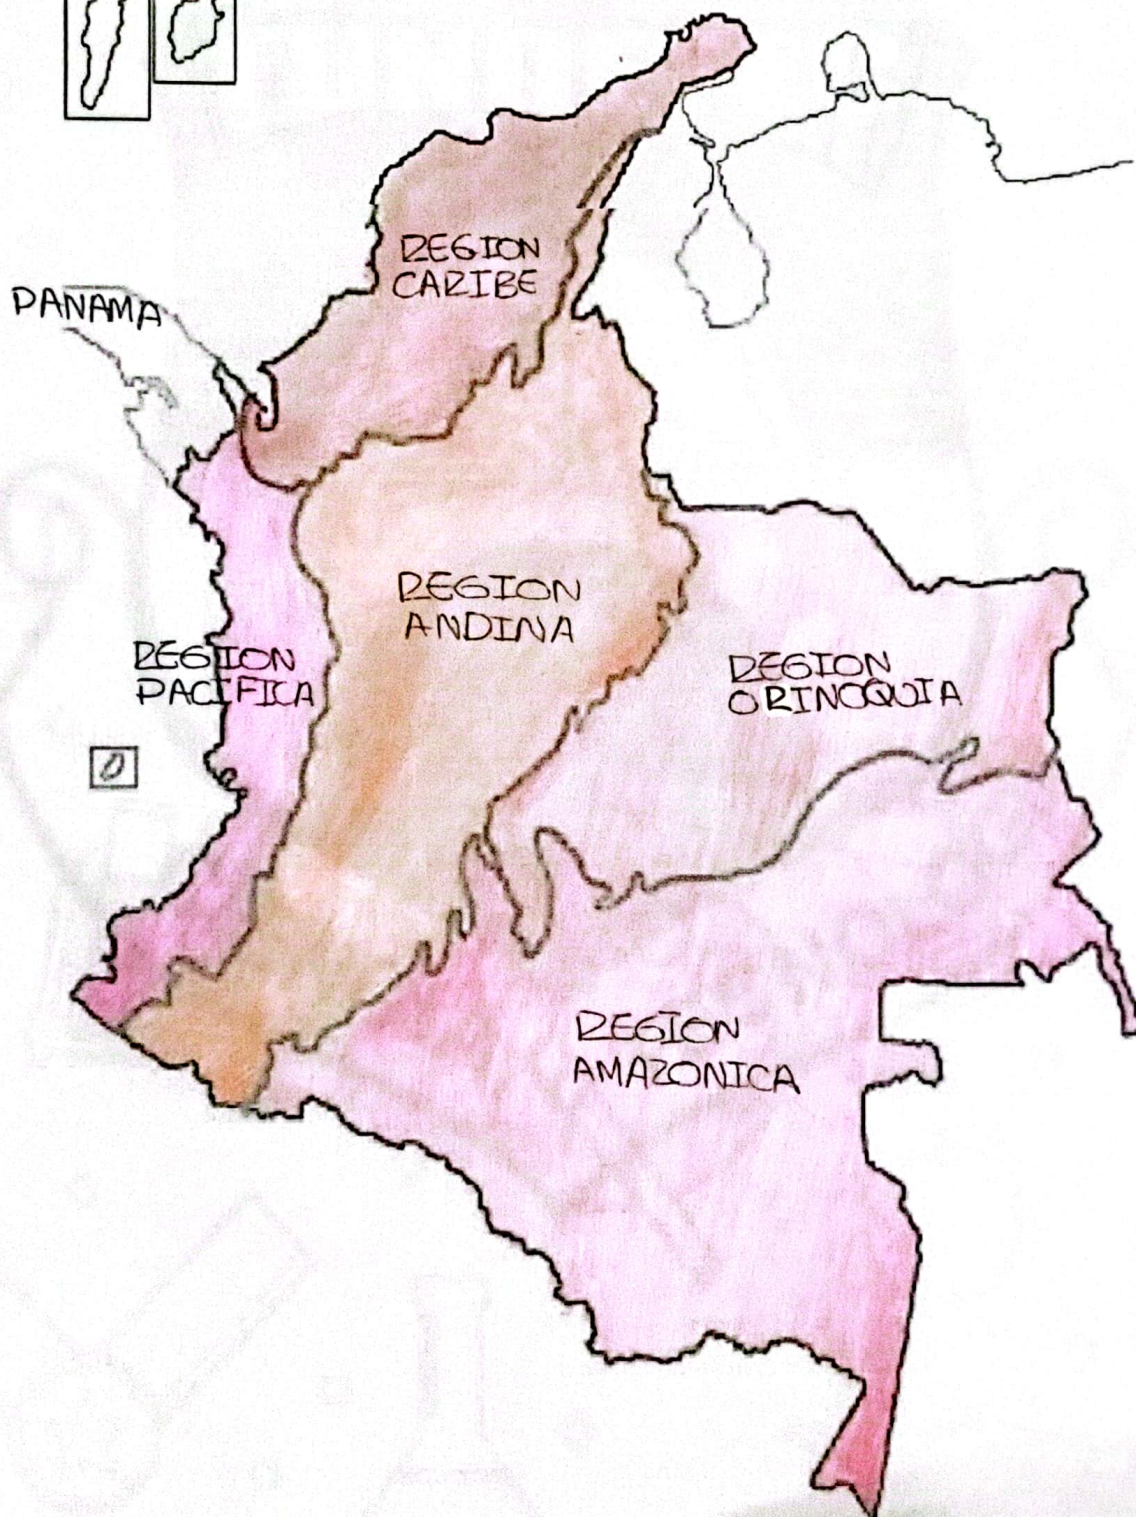 REGION
CARIBE
PANAMA
REGION
ANDINA
REGION
PACIFICA
REGION
ORINOQUIA
REGION
AMAZONICA